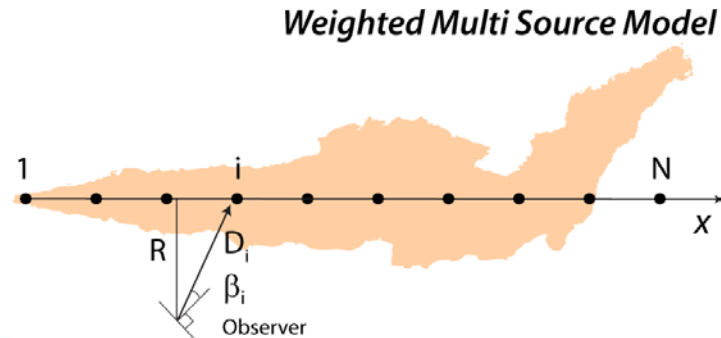 Weighted Multi Source Model
1 i N
x
R Dᵢ
βᵢ
Observer